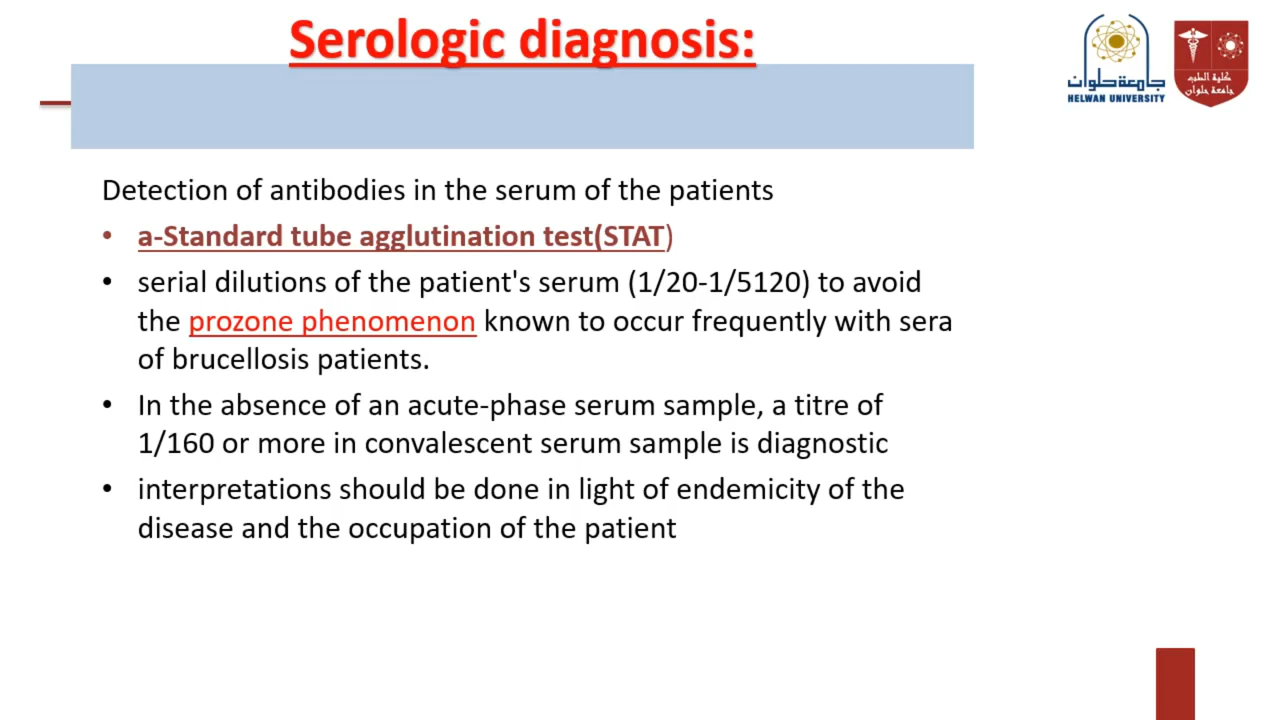 Serologic diagnosis:
جامعة حلوان
HELWAN UNIVERSITY
كلية الطب
جامعة حلوان
Detection of antibodies in the serum of the patients
• a-Standard tube agglutination test(STAT)
• serial dilutions of the patient's serum (1/20-1/5120) to avoid
the prozone phenomenon known to occur frequently with sera
of brucellosis patients.
• In the absence of an acute-phase serum sample, a titre of
1/160 or more in convalescent serum sample is diagnostic
• interpretations should be done in light of endemicity of the
disease and the occupation of the patient